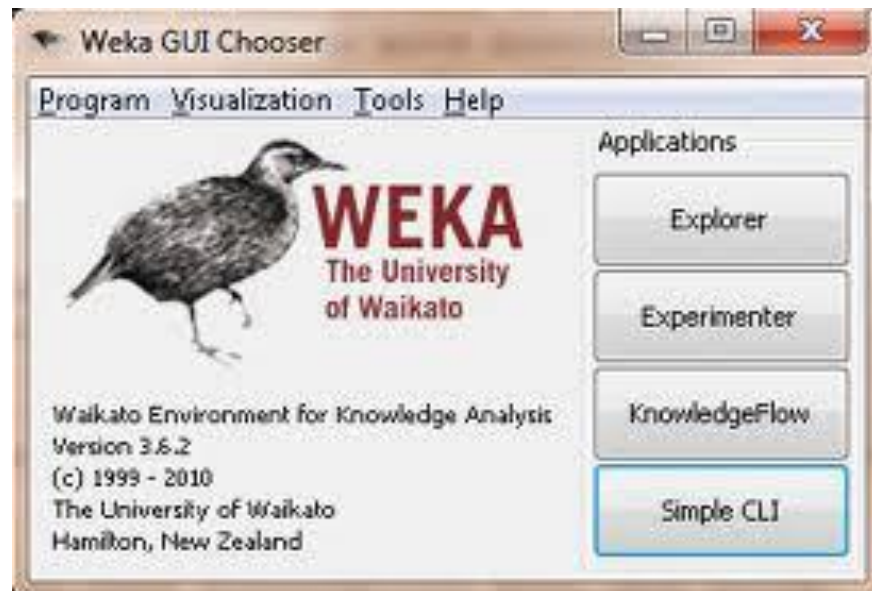 Weka GUI Chooser
Program Visualization Tools Help
WEKA
The University
of Waikato
Waikato Environment for Knowledge Analysis
Version 3.6.2
(c) 1999 - 2010
The University of Waikato
Hamilton, New Zealand
Applications
Explorer
Experimenter
KnowledgeFlow
Simple CLI